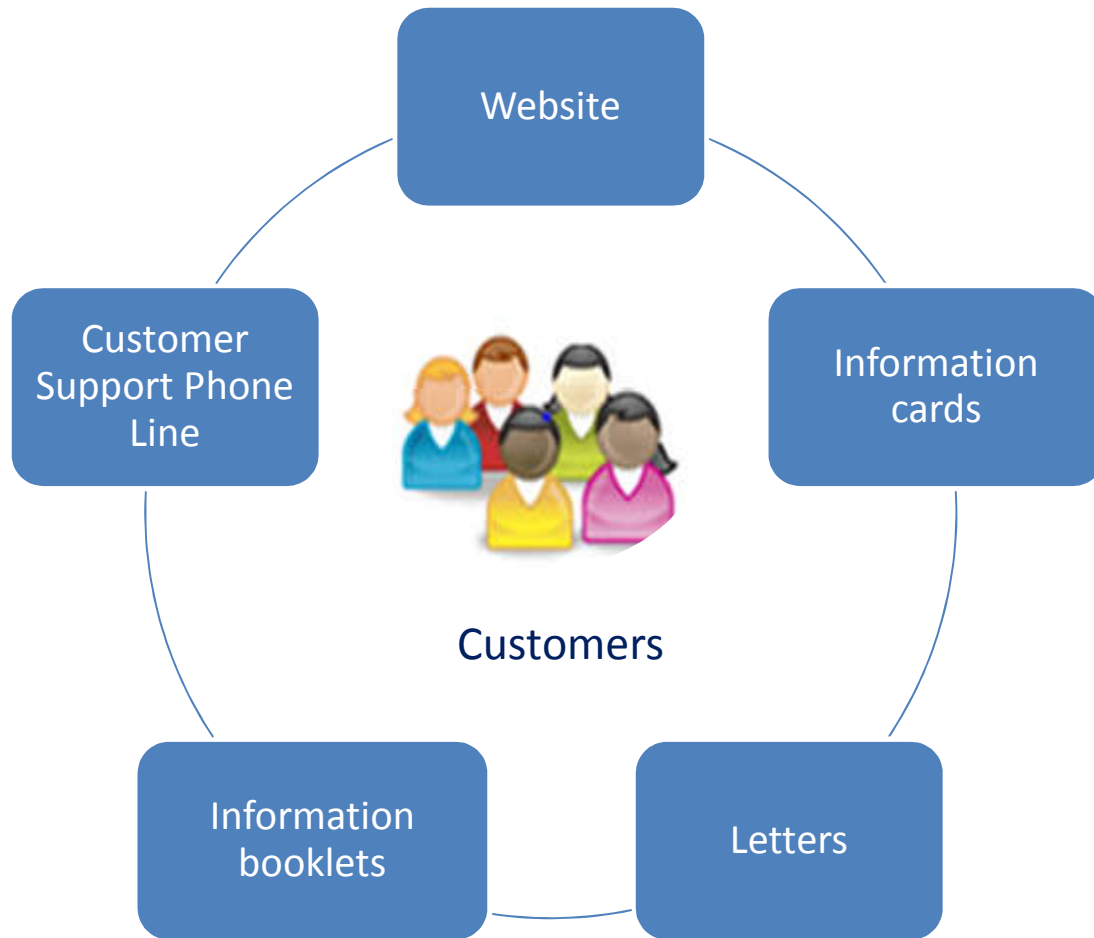 Website
Customer
Support Phone
Line
Information
cards
Customers
Information
booklets
Letters